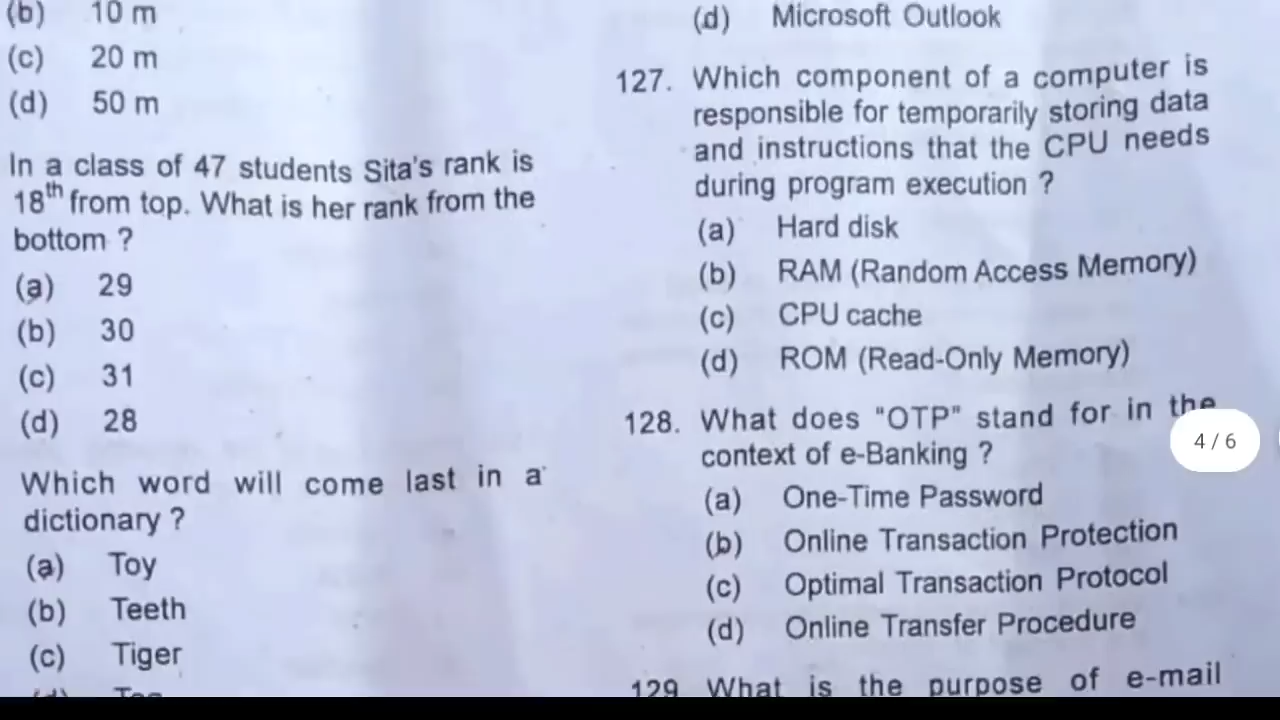 (b) 10 m
(c) 20 m
(d) 50 m
In a class of 47 students Sita's rank is
18th from top. What is her rank from the
bottom ?
(a) 29
(b) 30
(c) 31
(d) 28
Which word will come last in a
dictionary ?
(a) Toy
(b) Teeth
(c) Tiger
(d)
(d) Microsoft Outlook
127. Which component of a computer is
responsible for temporarily storing data
and instructions that the CPU needs
during program execution ?
(a) Hard disk
(b) RAM (Random Access Memory)
(c) CPU cache
(d) ROM (Read-Only Memory)
128. What does "OTP" stand for in the
context of e-Banking ?
(a) One-Time Password
(b) Online Transaction Protection
(c) Optimal Transaction Protocol
(d) Online Transfer Procedure
129 What is the purpose of e-mail
4 / 6